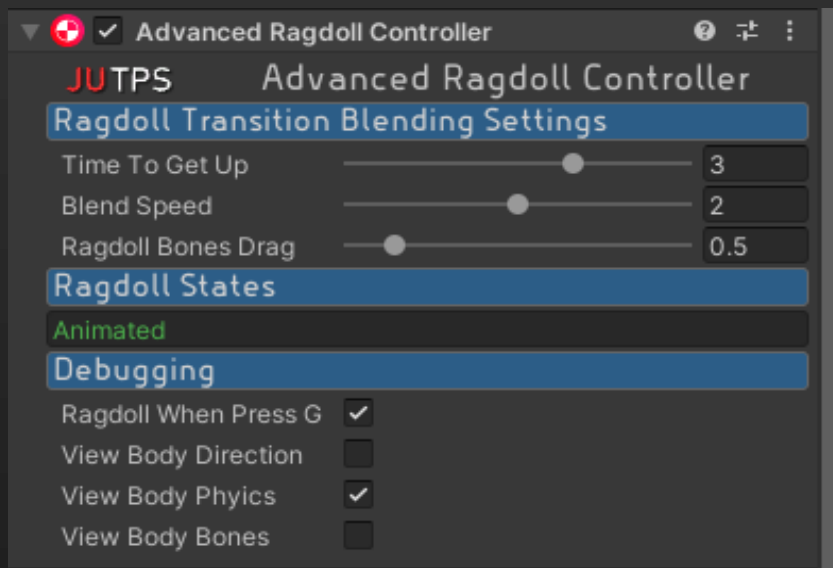 Advanced Ragdoll Controller
JUTPS Advanced Ragdoll Controller
Ragdoll Transition Blending Settings
Time To Get Up 3
Blend Speed 2
Ragdoll Bones Drag 0.5
Ragdoll States
Animated
Debugging
Ragdoll When Press G
View Body Direction
View Body Phyics
View Body Bones